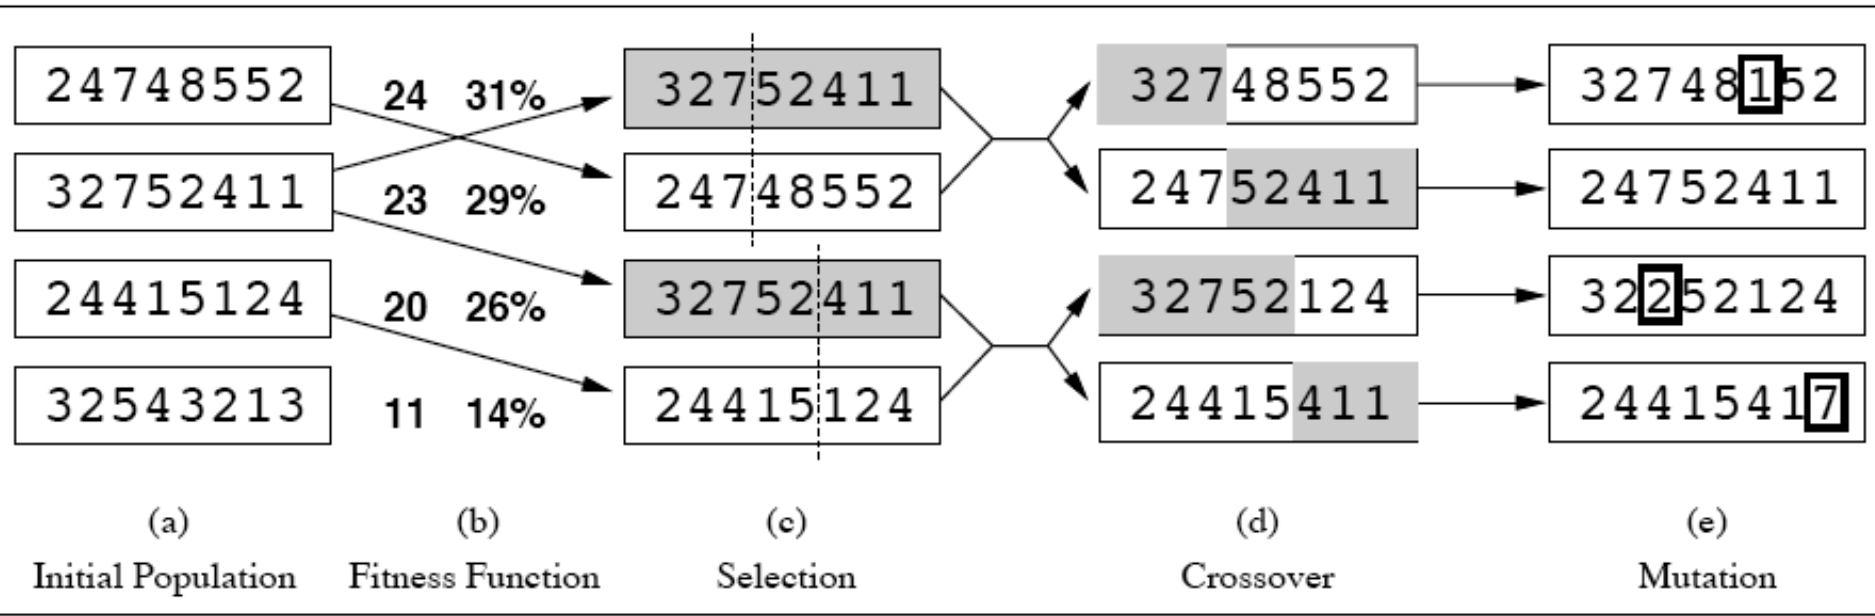 24748552 24 31% 32752411 32748552 32748152
32752411 23 29% 24748552 24752411 24752411
24415124 20 26% 32752411 32752124 32252124
32543213 11 14% 24415124 24415411 24415417
(a) (b) (c) (d) (e)
Initial Population Fitness Function Selection Crossover Mutation